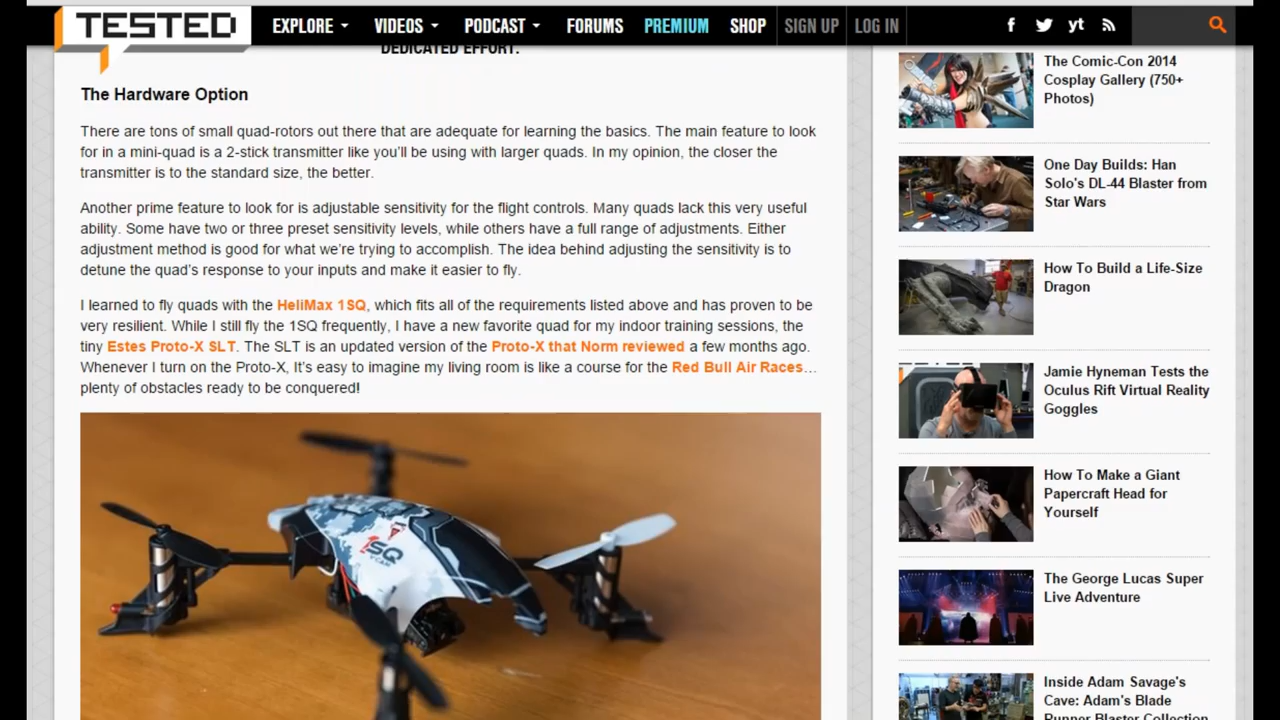 TESTED
EXPLORE
VIDEOS
PODCAST
FORUMS
PREMIUM
SHOP
SIGN UP
LOG IN
f
yt
DEDICATED EFFORT.
The Hardware Option
There are tons of small quad-rotors out there that are adequate for learning the basics. The main feature to look
for in a mini-quad is a 2-stick transmitter like you’ll be using with larger quads. In my opinion, the closer the
transmitter is to the standard size, the better.
Another prime feature to look for is adjustable sensitivity for the flight controls. Many quads lack this very useful
ability. Some have two or three preset sensitivity levels, while others have a full range of adjustments. Either
adjustment method is good for what we’re trying to accomplish. The idea behind adjusting the sensitivity is to
detune the quad’s response to your inputs and make it easier to fly.
I learned to fly quads with the HeliMax 1SQ, which fits all of the requirements listed above and has proven to be
very resilient. While I still fly the 1SQ frequently, I have a new favorite quad for my indoor training sessions, the
tiny Estes Proto-X SLT. The SLT is an updated version of the Proto-X that Norm reviewed a few months ago.
Whenever I turn on the Proto-X, It’s easy to imagine my living room is like a course for the Red Bull Air Races…
plenty of obstacles ready to be conquered!
1SQ
V-CAM
The Comic-Con 2014
Cosplay Gallery (750+
Photos)
One Day Builds: Han
Solo's DL-44 Blaster from
Star Wars
How To Build a Life-Size
Dragon
Jamie Hyneman Tests the
Oculus Rift Virtual Reality
Goggles
How To Make a Giant
Papercraft Head for
Yourself
The George Lucas Super
Live Adventure
Inside Adam Savage's
Cave: Adam's Blade
Runner Blaster Collection